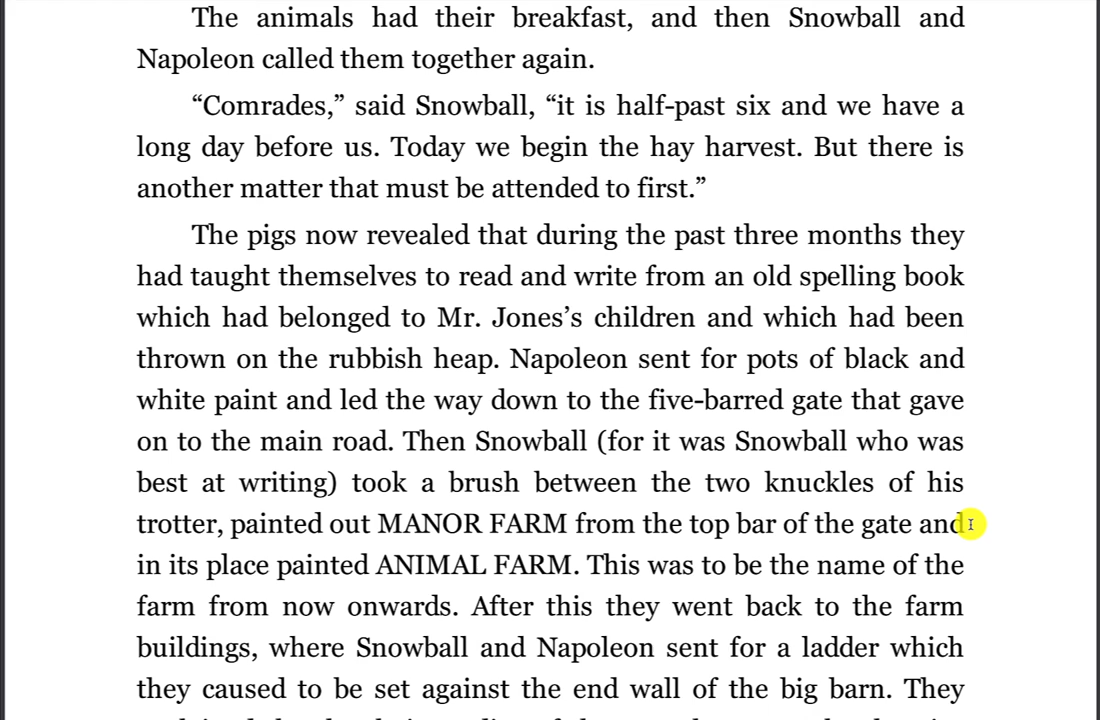 The animals had their breakfast, and then Snowball and
Napoleon called them together again.
“Comrades,” said Snowball, “it is half-past six and we have a
long day before us. Today we begin the hay harvest. But there is
another matter that must be attended to first.”
The pigs now revealed that during the past three months they
had taught themselves to read and write from an old spelling book
which had belonged to Mr. Jones’s children and which had been
thrown on the rubbish heap. Napoleon sent for pots of black and
white paint and led the way down to the five-barred gate that gave
on to the main road. Then Snowball (for it was Snowball who was
best at writing) took a brush between the two knuckles of his
trotter, painted out MANOR FARM from the top bar of the gate and
in its place painted ANIMAL FARM. This was to be the name of the
farm from now onwards. After this they went back to the farm
buildings, where Snowball and Napoleon sent for a ladder which
they caused to be set against the end wall of the big barn. They